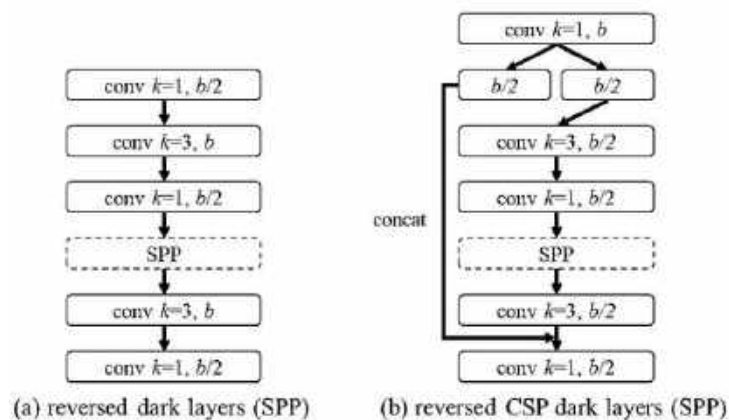 conv k=1, b/2
conv k=3, b
conv k=1, b/2
SPP
conv k=3, b
conv k=1, b/2
(a) reversed dark layers (SPP)
conv k=1, b
b/2
b/2
conv k=3, b/2
conv k=1, b/2
concat
SPP
conv k=3, b/2
conv k=1, b/2
(b) reversed CSP dark layers (SPP)